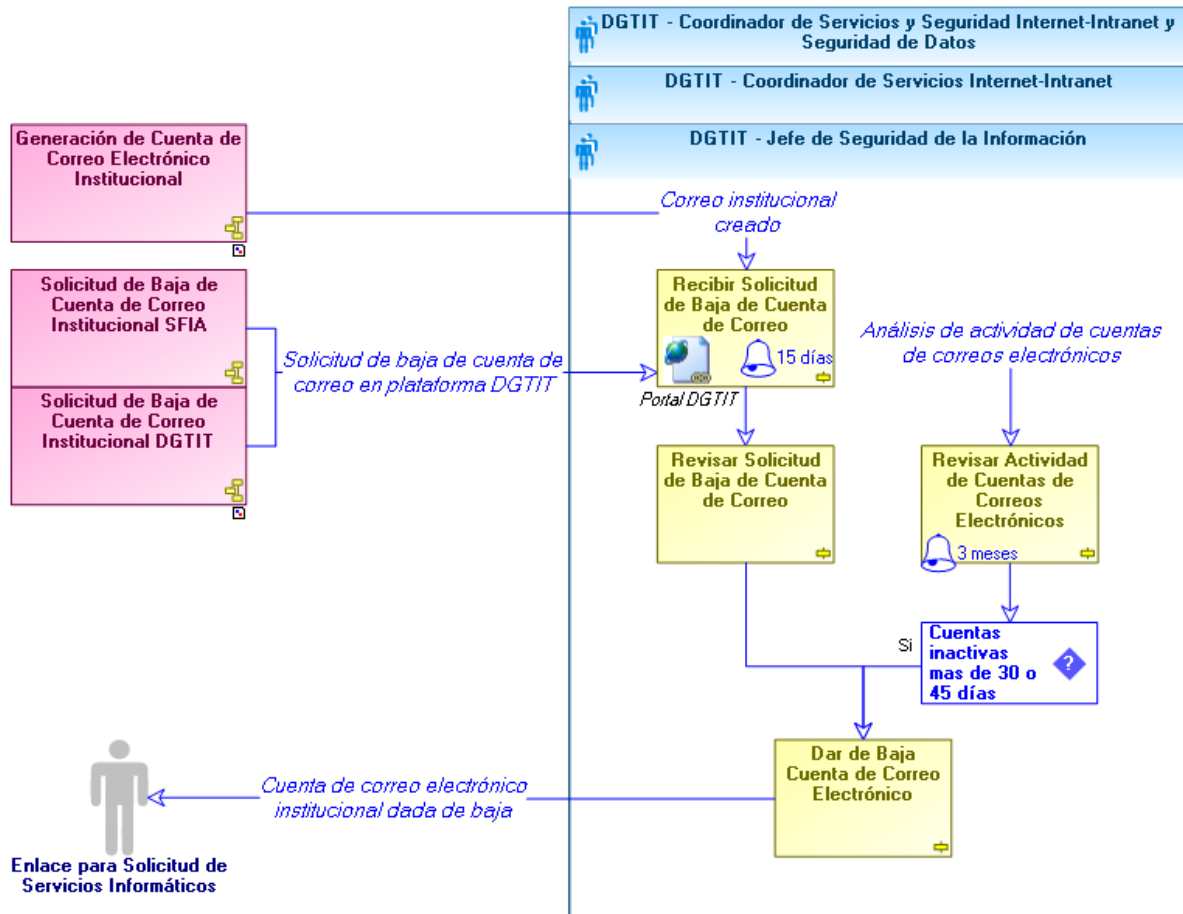 DGTIT - Coordinador de Servicios y Seguridad Internet-Intranet y
Seguridad de Datos
DGTIT - Coordinador de Servicios Internet-Intranet
DGTIT - Jefe de Seguridad de la Información
Generación de Cuenta de
Correo Electrónico
Institucional
Correo institucional
creado
Solicitud de Baja de
Cuenta de Correo
Institucional SFIA
Solicitud de Baja de
Cuenta de Correo
Institucional DGTIT
Solicitud de baja de cuenta de
correo en plataforma DGTIT
Recibir Solicitud
de Baja de Cuenta
de Correo
15 días
Portal DGTIT
Análisis de actividad de cuentas
de correos electrónicos
Revisar Solicitud
de Baja de Cuenta
de Correo
Revisar Actividad
de Cuentas de
Correos
Electrónicos
3 meses
Si
Cuentas
inactivas
mas de 30 o
45 días
?
Dar de Baja
Cuenta de Correo
Electrónico
Cuenta de correo electrónico
institucional dada de baja
Enlace para Solicitud de
Servicios Informáticos